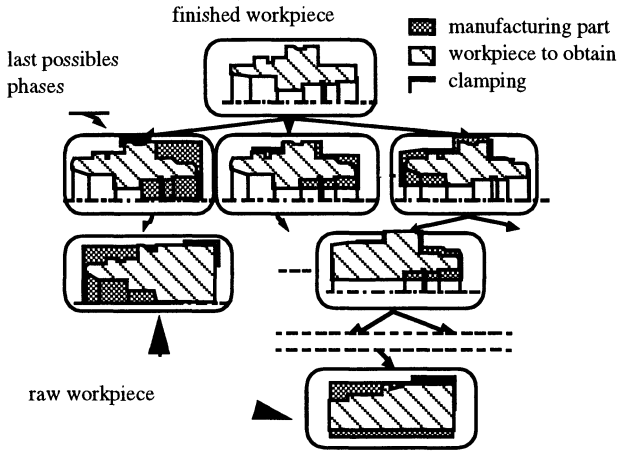 finished workpiece
manufacturing part
workpiece to obtain
clamping
last possibles
phases
raw workpiece